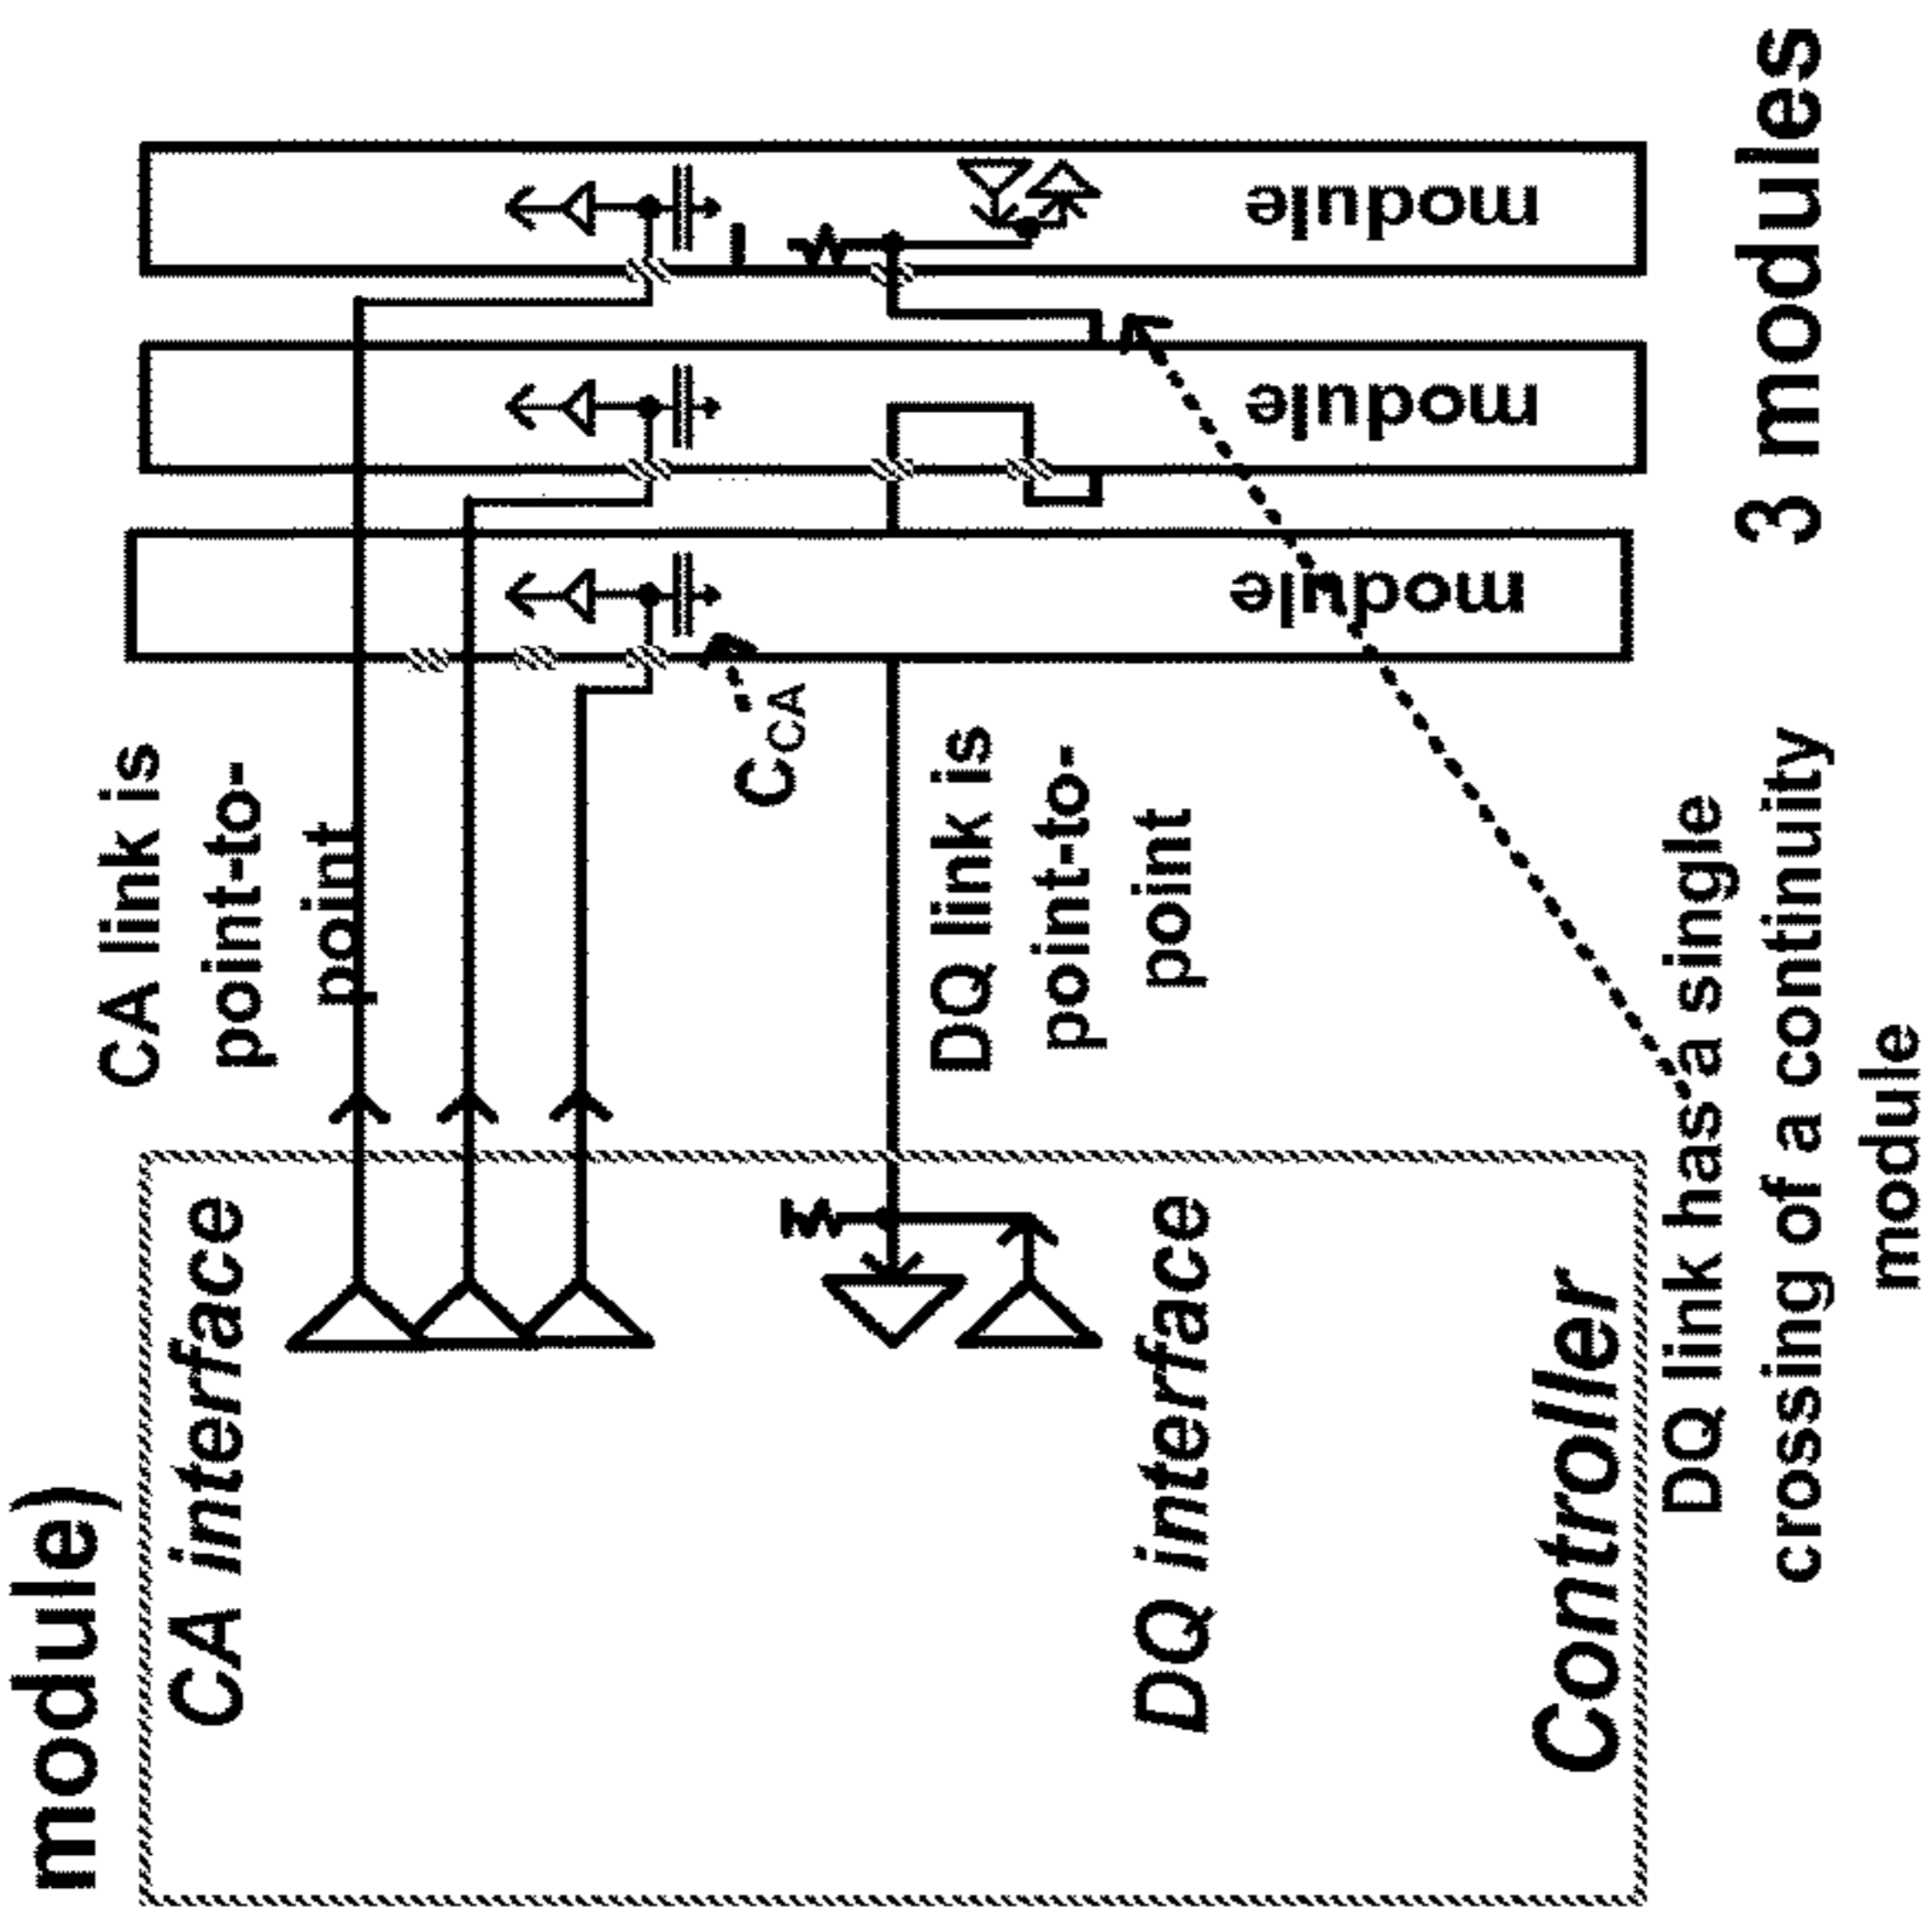 module)
CA interface
CA link is
point-to-
point
C_CA
DQ link is
point-to-
point
DQ interface
Controller
module
module
module
DQ link has a single
crossing of a continuity
module
3 modules